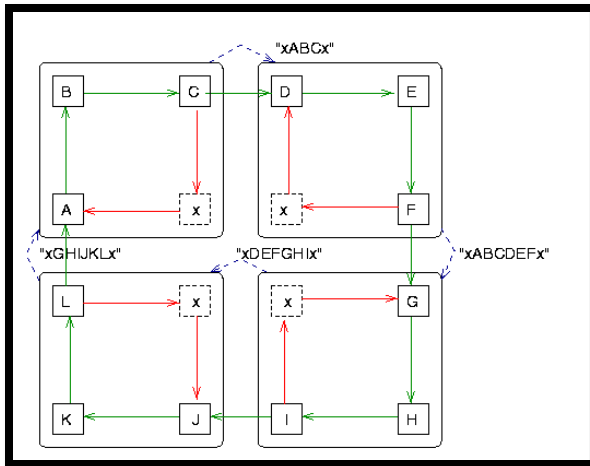 "xABCx"
B C D E
A x x F
"xGHIJKLx" "xDEFGHIx" "xABCDEFx"
L x x G
K J I H